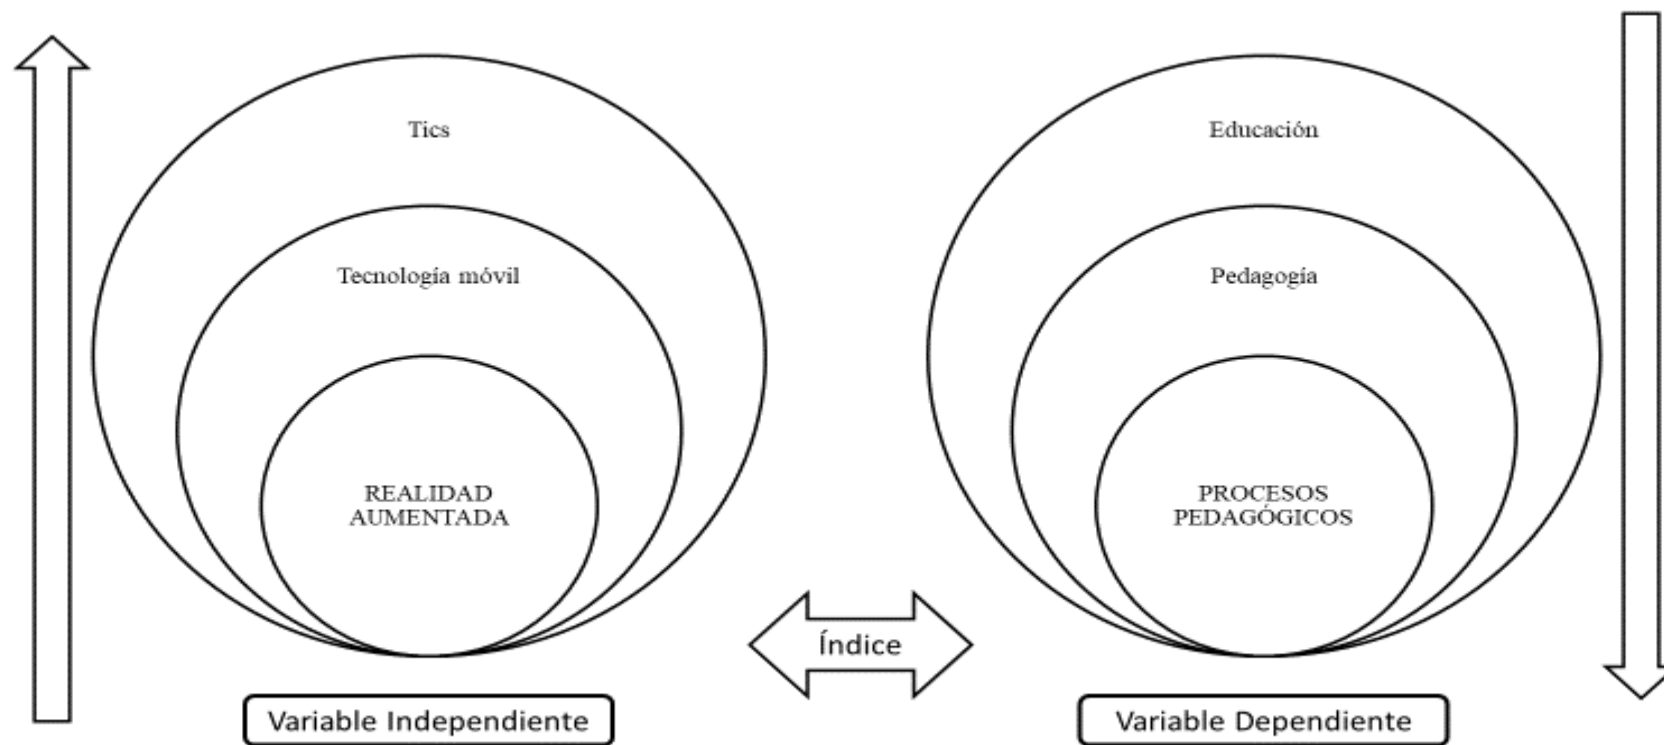 Tics
Tecnología móvil
REALIDAD
AUMENTADA
Variable Independiente
Índice
Educación
Pedagogía
PROCESOS
PEDAGÓGICOS
Variable Dependiente